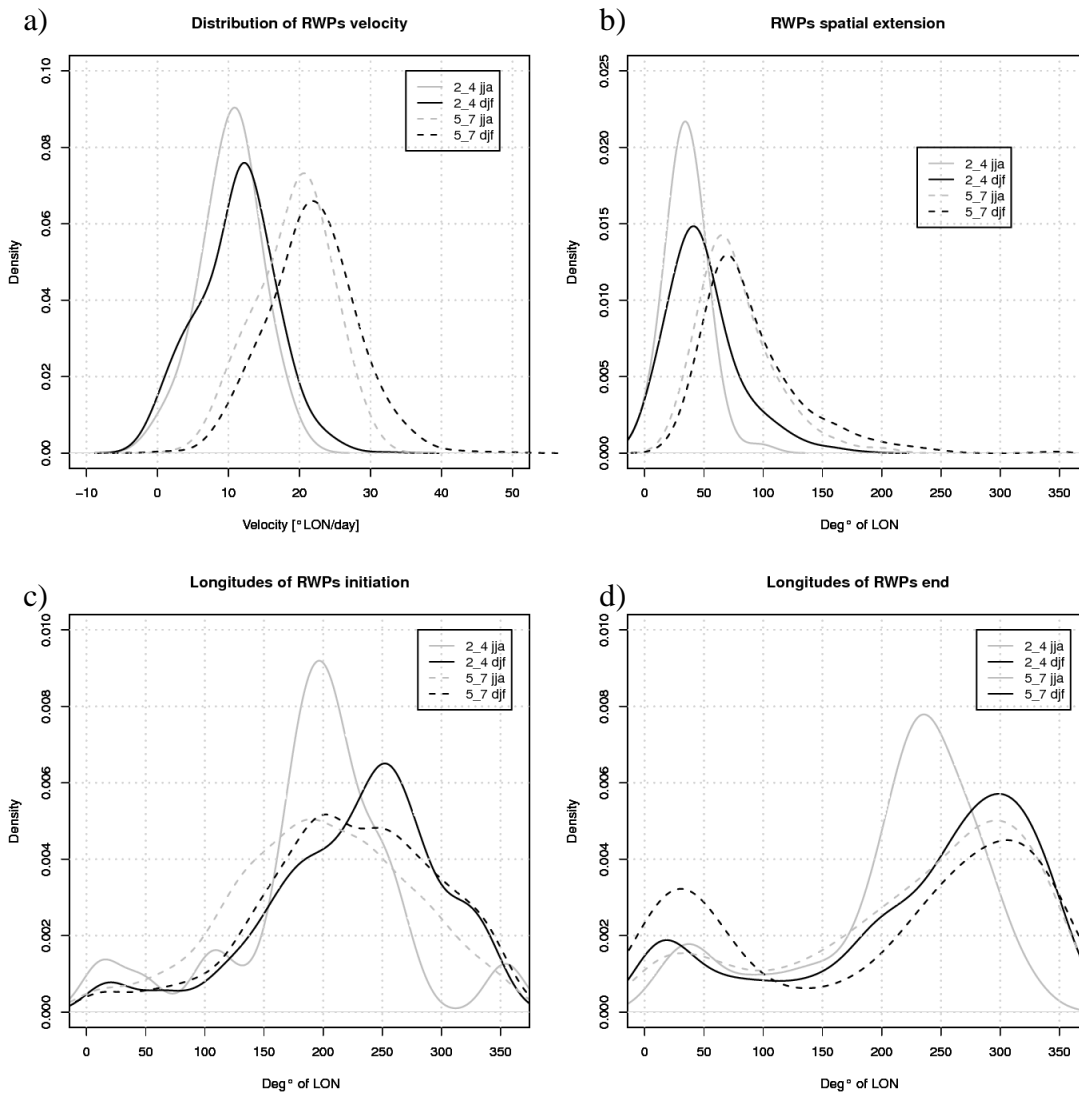 a)
Distribution of RWPs velocity
0.10
0.08
0.06
0.04
0.02
0.00
Density
2_4 jja
2_4 djf
5_7 jja
5_7 djf
−10 0 10 20 30 40 50
Velocity [° LON/day]
b)
RWPs spatial extension
0.025
0.020
0.015
0.010
0.005
0.000
Density
2_4 jja
2_4 djf
5_7 jja
5_7 djf
0 50 100 150 200 250 300 350
Deg° of LON
c)
Longitudes of RWPs initiation
0.010
0.008
0.006
0.004
0.002
0.000
Density
2_4 jja
2_4 djf
5_7 jja
5_7 djf
0 50 100 150 200 250 300 350
Deg° of LON
d)
Longitudes of RWPs end
0.010
0.008
0.006
0.004
0.002
0.000
Density
2_4 jja
2_4 djf
5_7 jja
5_7 djf
0 50 100 150 200 250 300 350
Deg° of LON